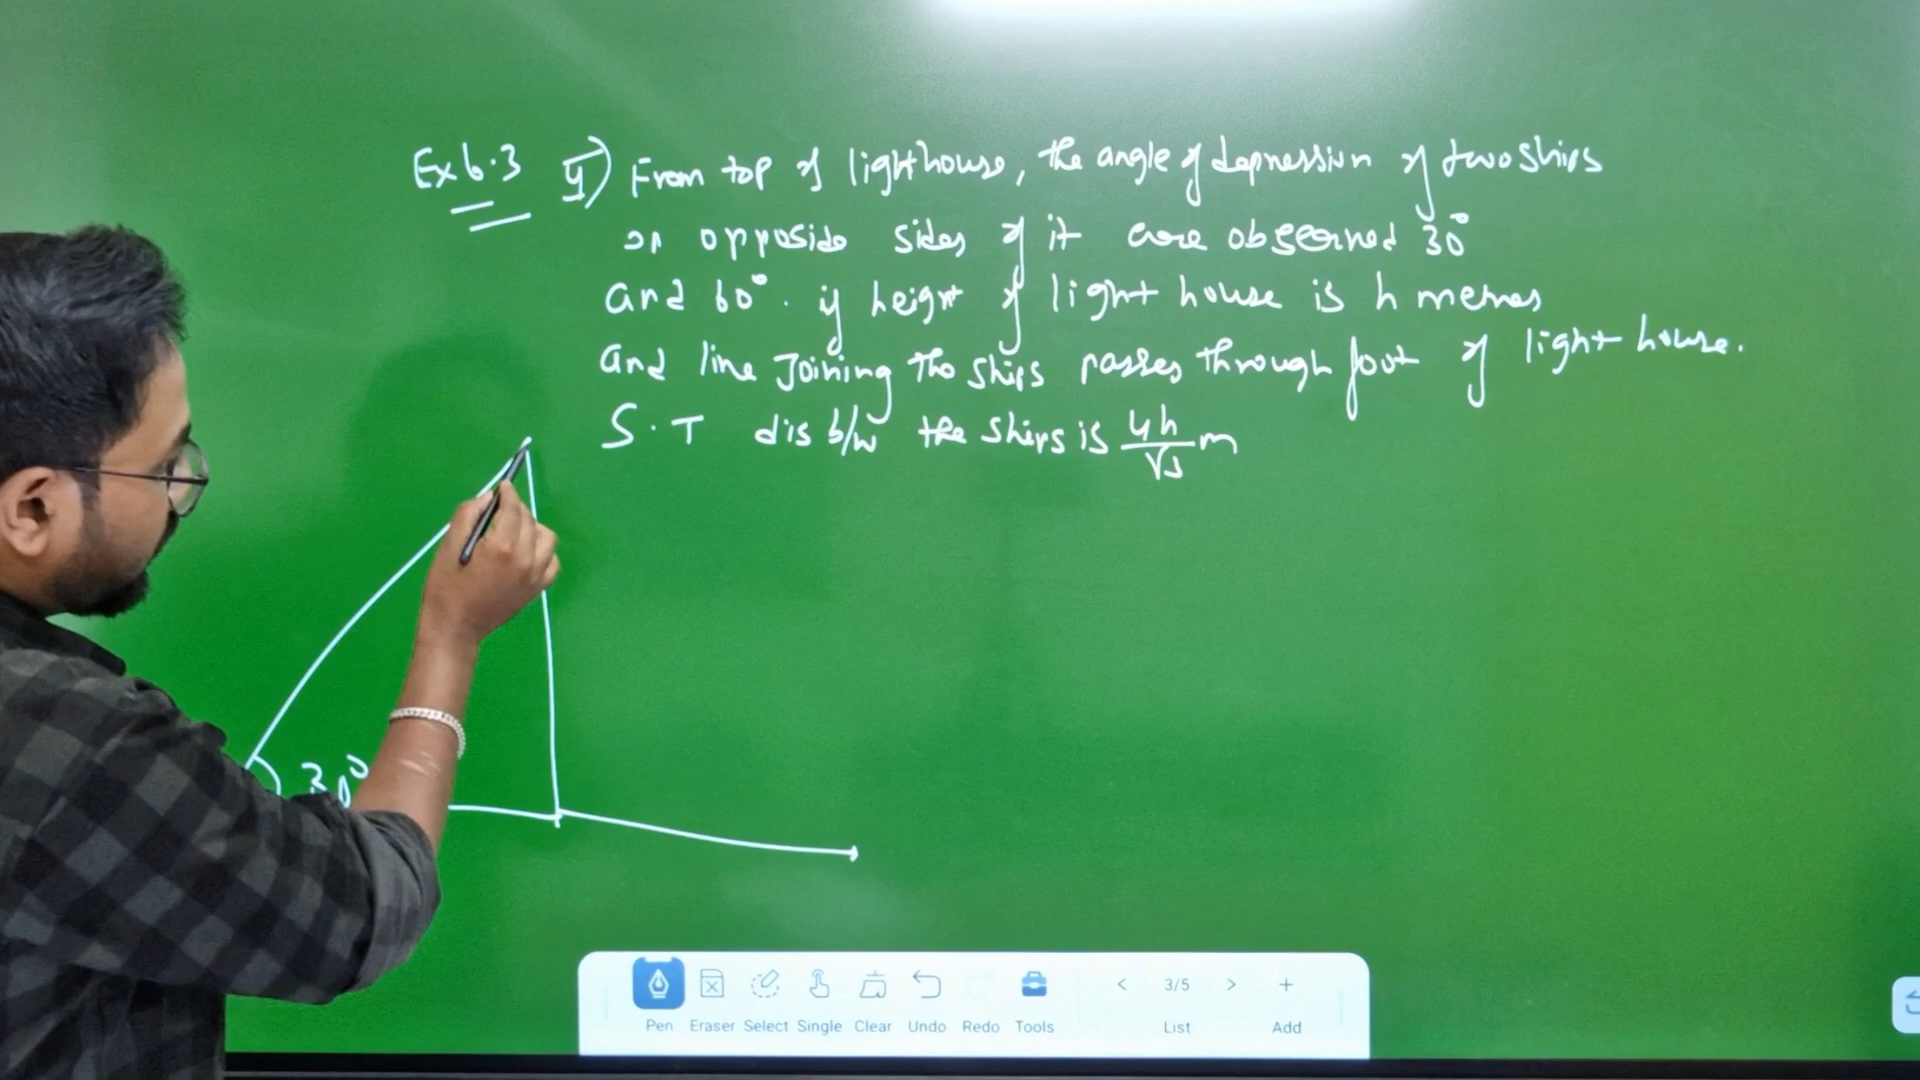 Ex 6.3 4) From top of lighthouse, the angle of depression of two ships
on opposide sides of it are observed 30°
and 60°. if height of light house is h metres
and line Joining the ships passes through foot of light house.
S.T dis b/w the ships is 4h/√3 m
30°
Pen Eraser Select Single Clear Undo Redo Tools < 3/5 > List + Add